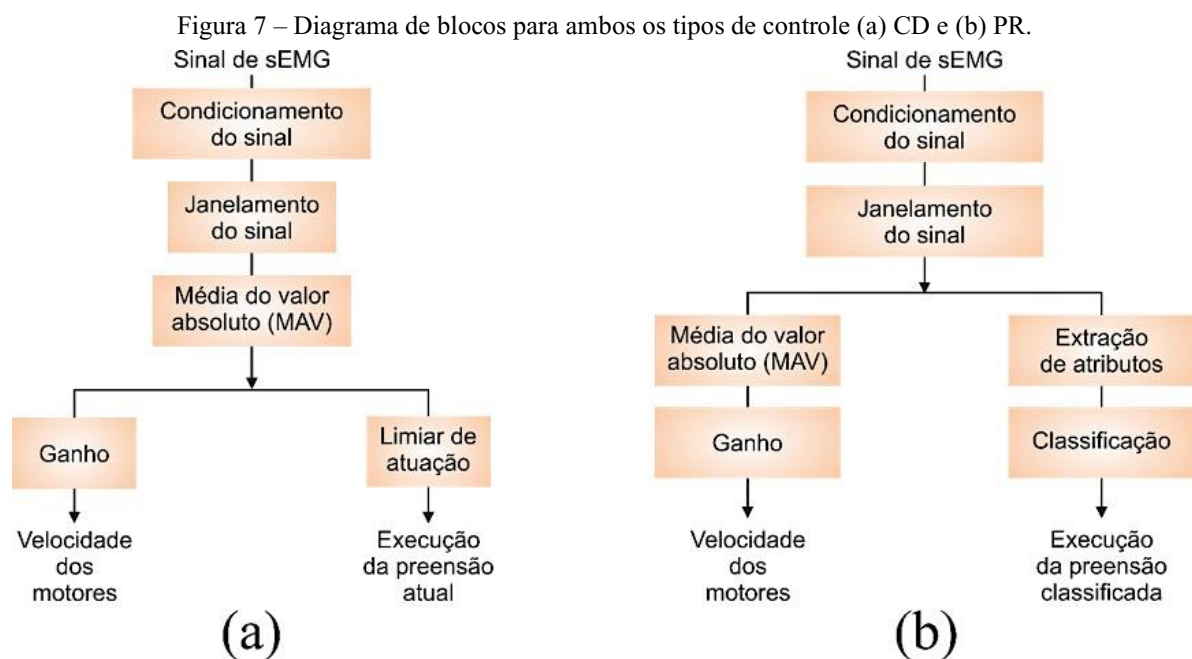 Figura 7 – Diagrama de blocos para ambos os tipos de controle (a) CD e (b) PR.
Sinal de sEMG
Condicionamento
do sinal
Janelamento
do sinal
Média do valor
absoluto (MAV)
Ganho
Limiar de
atuação
Velocidade
dos
motores
Execução
da preensão
atual
(a)
Sinal de sEMG
Condicionamento
do sinal
Janelamento
do sinal
Média do valor
absoluto (MAV)
Extração
de atributos
Ganho
Classificação
Velocidade
dos
motores
Execução
da preensão
classificada
(b)